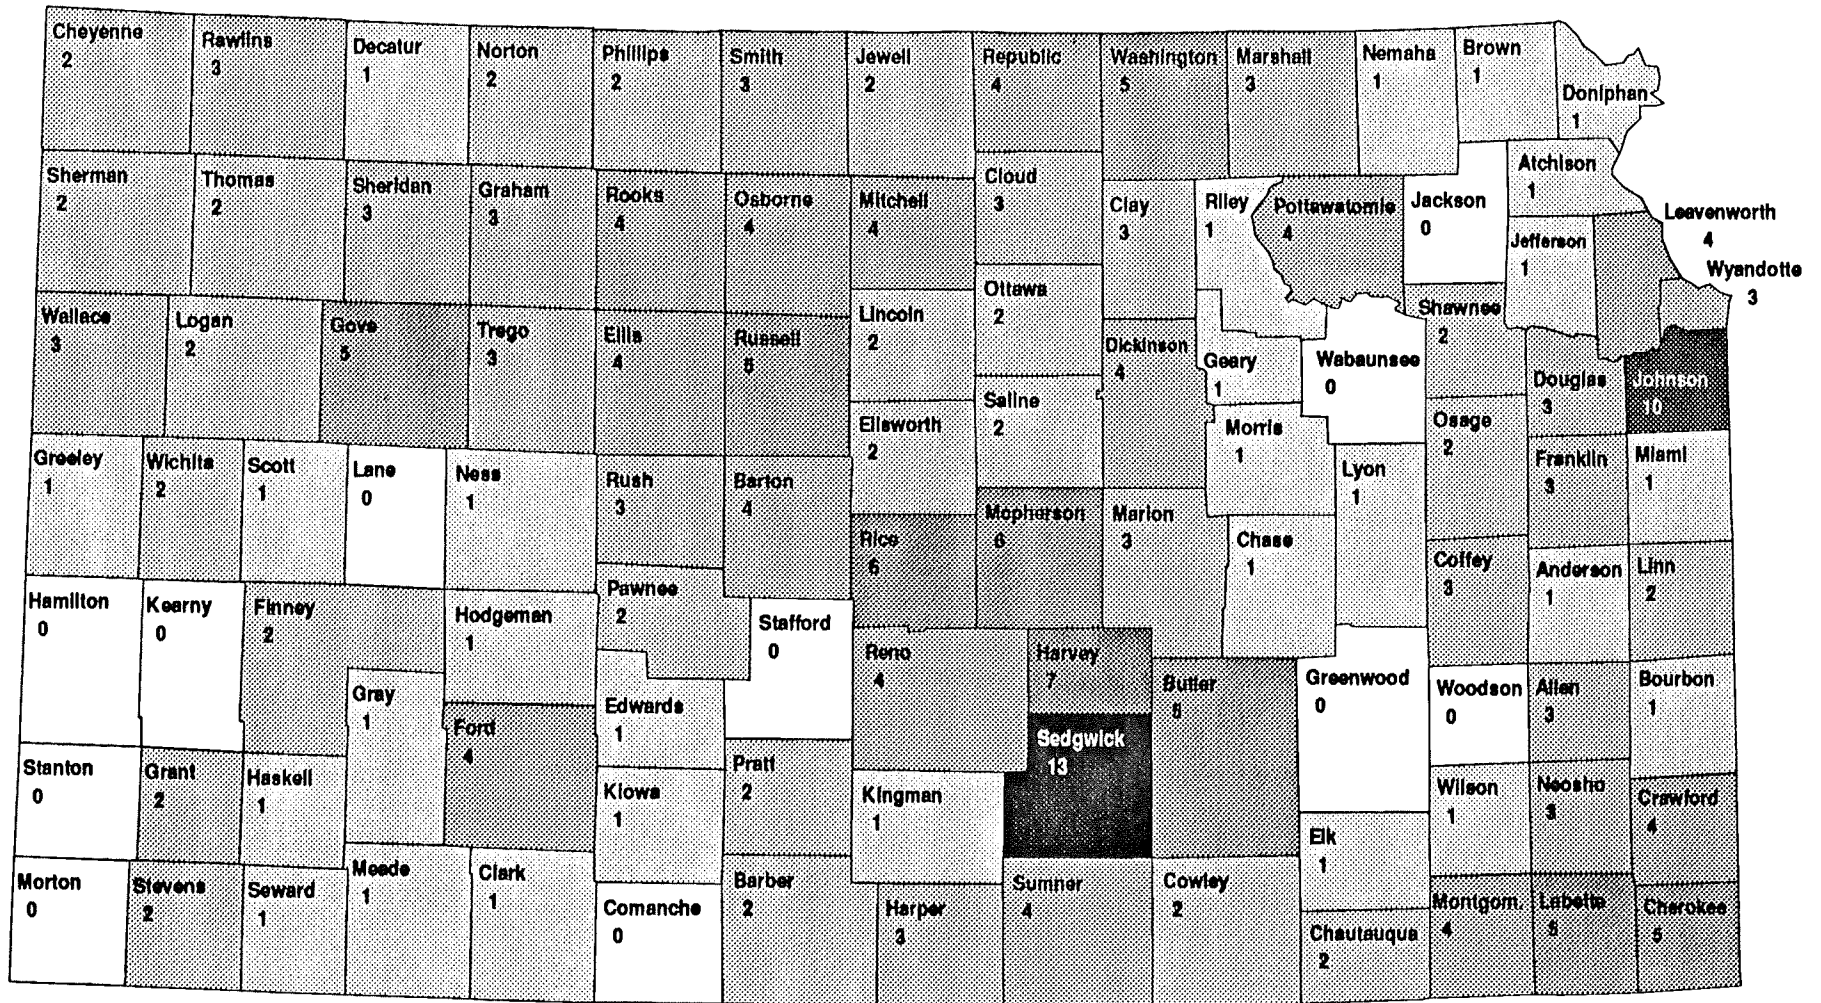 Cheyenne
2
Rawlins
3
Decatur
1
Norton
2
Phillips
2
Smith
3
Jewell
2
Republic
4
Washington
5
Marshall
3
Nemaha
1
Brown
1
Doniphan
1
Sherman
2
Thomas
2
Sheridan
3
Graham
3
Rooks
4
Osborne
4
Mitchell
4
Cloud
3
Clay
3
Riley
1
Pottawatomie
4
Jackson
0
Atchison
1
Jefferson
1
Leavenworth
4
Wyandotte
3
Wallace
3
Logan
2
Gove
5
Trego
3
Ellis
4
Russell
5
Lincoln
2
Ottawa
2
Dickinson
4
Geary
1
Wabaunsee
0
Shawnee
2
Douglas
3
Johnson
10
Ellsworth
2
Saline
2
Morris
1
Osage
2
Franklin
3
Miami
1
Greeley
1
Wichita
2
Scott
1
Lane
0
Ness
1
Rush
3
Barton
4
Rice
6
Mcpherson
6
Marion
3
Chase
1
Lyon
1
Coffey
3
Anderson
1
Linn
2
Hamilton
0
Kearny
0
Finney
2
Hodgeman
1
Pawnee
2
Stafford
0
Reno
4
Harvey
7
Butler
5
Greenwood
0
Woodson
0
Allen
3
Bourbon
1
Gray
1
Ford
4
Edwards
1
Sedgwick
13
Stanton
0
Grant
2
Haskell
1
Kiowa
1
Pratt
2
Kingman
1
Wilson
1
Neosho
3
Crawford
4
Elk
1
Morton
0
Stevens
2
Seward
1
Meade
1
Clark
1
Comanche
0
Barber
2
Harper
3
Sumner
4
Cowley
2
Chautauqua
2
Montgom.
4
Labette
5
Cherokee
5